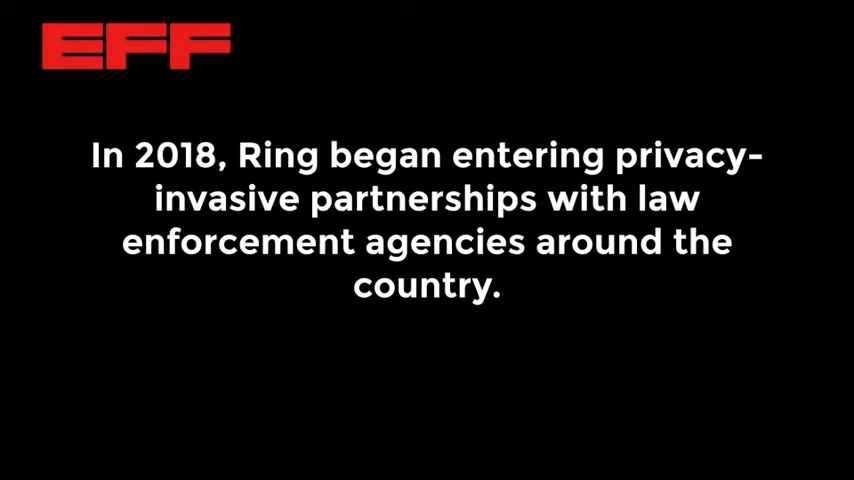 EFF
In 2018, Ring began entering privacy-
invasive partnerships with law
enforcement agencies around the
country.